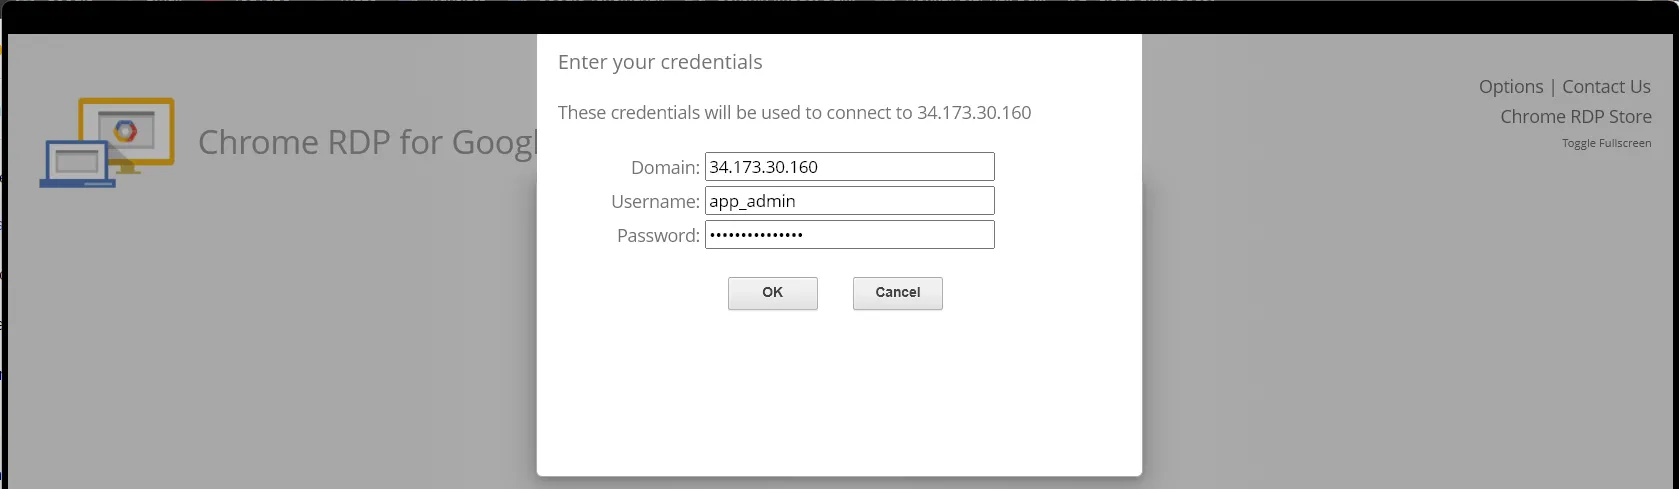 Enter your credentials
These credentials will be used to connect to 34.173.30.160
Domain: 34.173.30.160
Username: app_admin
Password: •••••••••••••••
OK Cancel
Chrome RDP for Googl
Options | Contact Us
Chrome RDP Store
Toggle Fullscreen